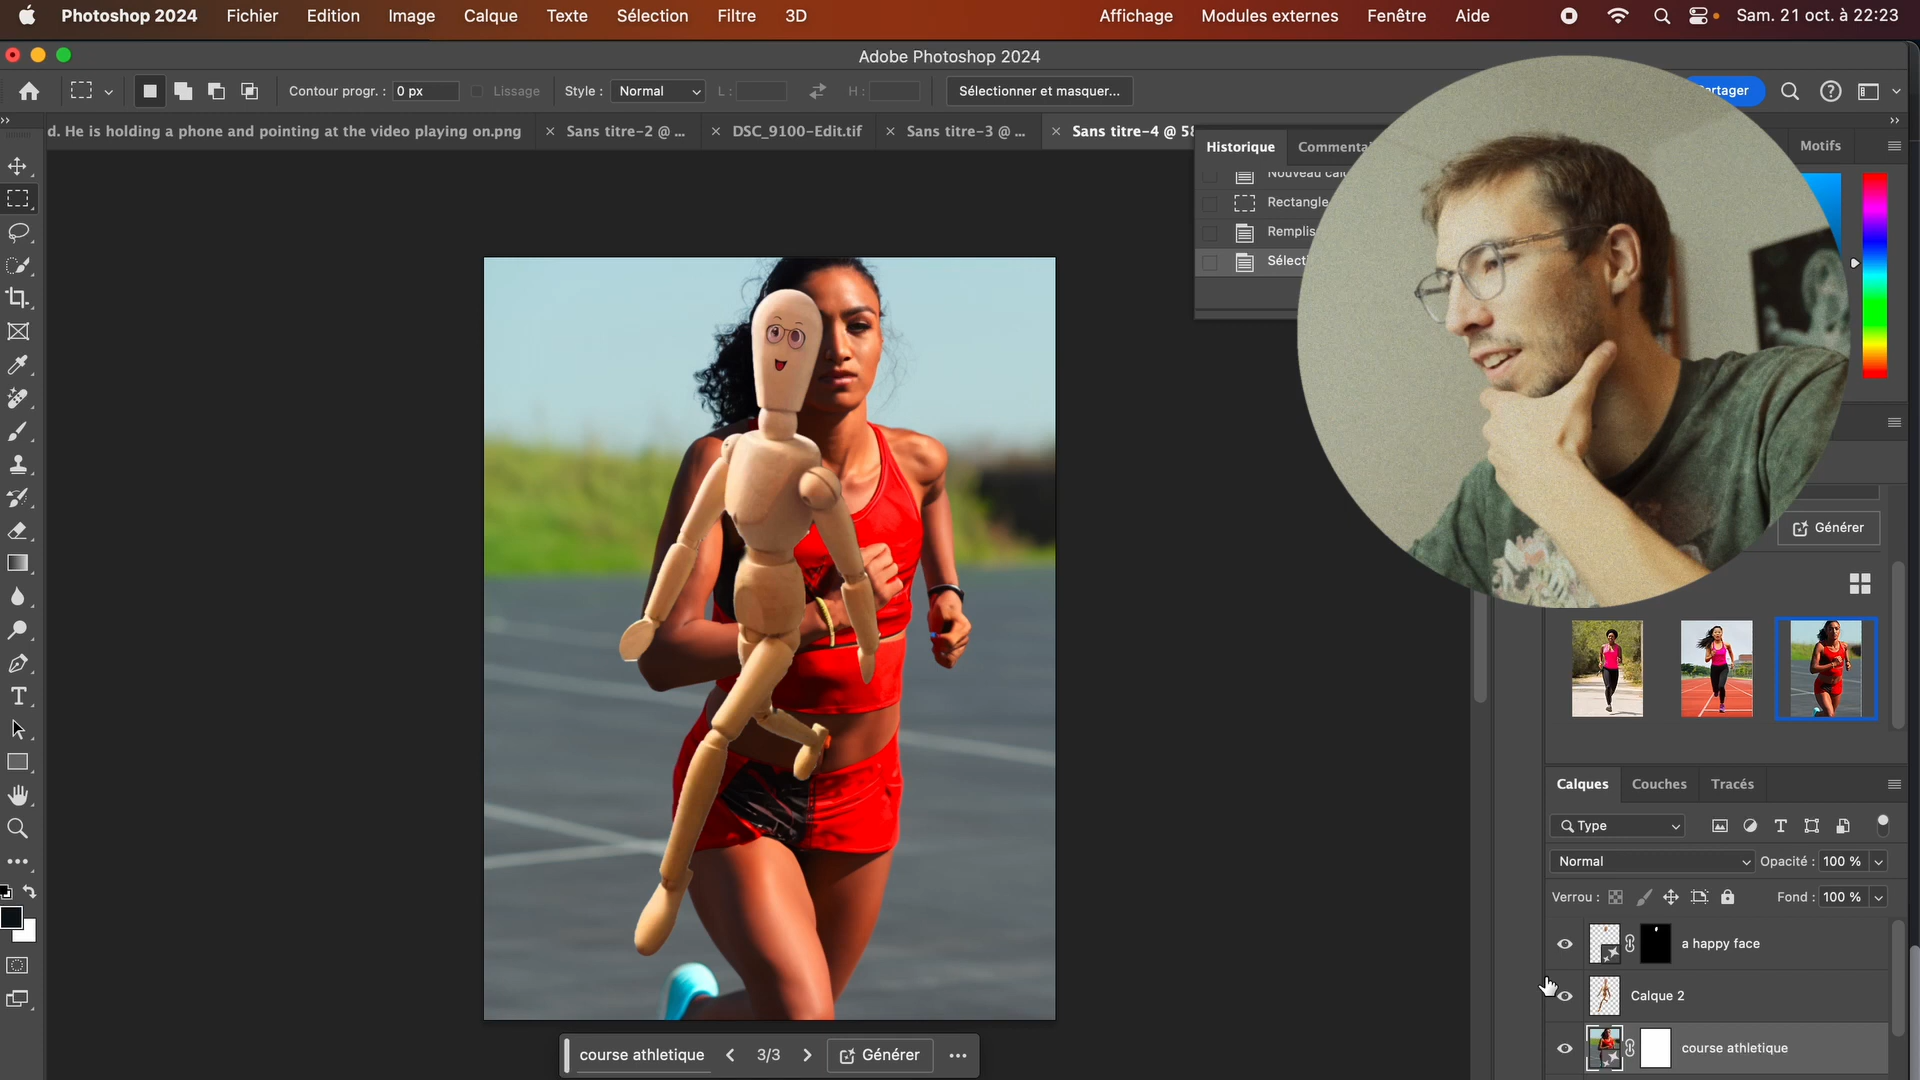 Photoshop 2024 Fichier Edition Image Calque Texte Sélection Filtre 3D Affichage Modules externes Fenêtre Aide Sam. 21 oct. à 22:23
Adobe Photoshop 2024
Contour progr. : 0 px Lissage Style : Normal L : H : Sélectionner et masquer... Partager
d. He is holding a phone and pointing at the video playing on.png × Sans titre-2 @ ... × DSC_9100-Edit.tif × Sans titre-3 @ ... × Sans titre-4 @ 58
Historique Commenta Motifs
Nouveau calq
Rectangle
Remplis
Sélecti
Générer
Calques Couches Tracés
Type
Normal Opacité : 100 %
Verrou : Fond : 100 %
a happy face
Calque 2
course athletique
course athletique 3/3 Générer ...